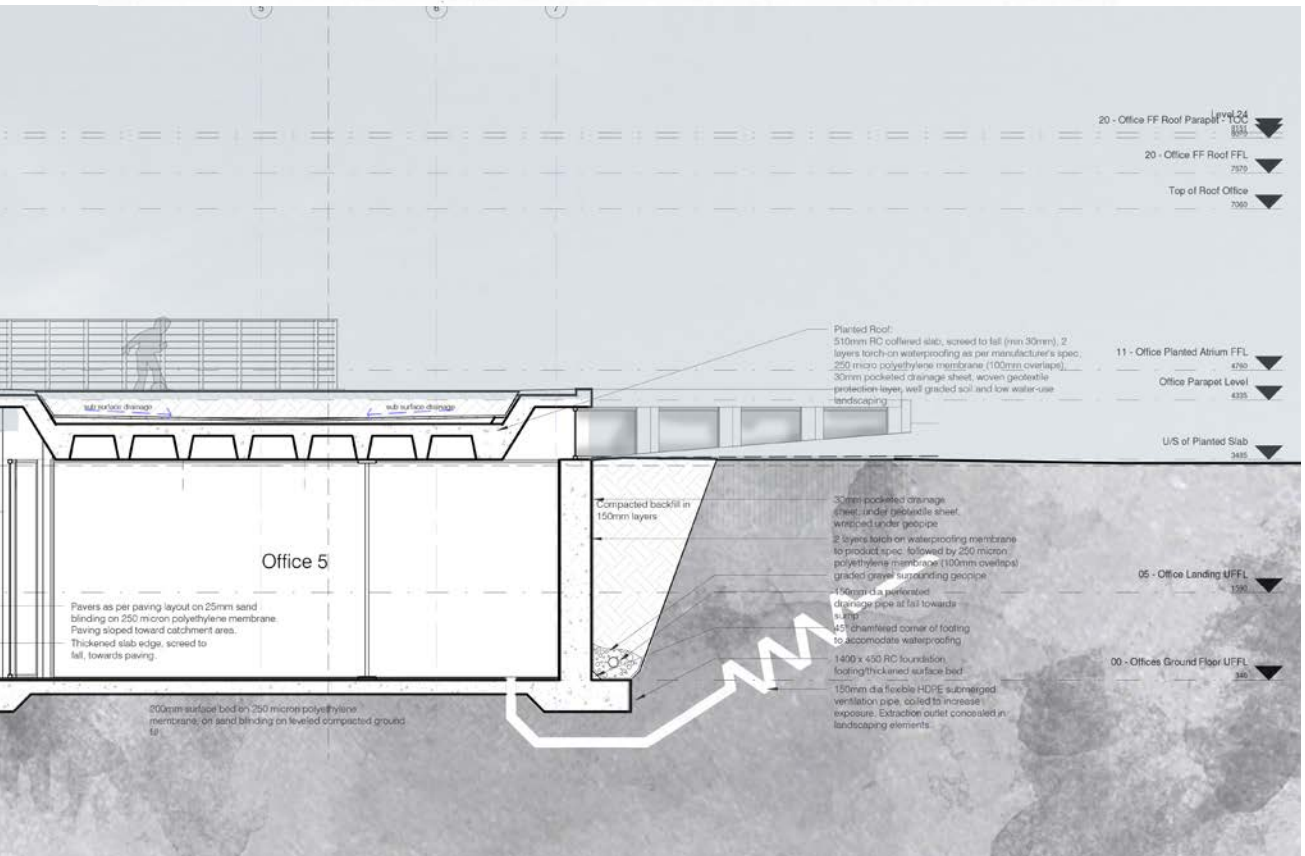 5
6
7
Level 24
20 - Office FF Roof Parapet - TOC
20 - Office FF Roof FFL
7570
Top of Roof Office
7060
Planted Roof:
510mm RC coffered slab, screed to fall (min 30mm), 2
layers torch-on waterproofing as per manufacturer's spec,
250 micro polyethylene membrane (100mm overlaps),
30mm pocketed drainage sheet, woven geotextile
protection layer, well graded soil and low water-use
landscaping
11 - Office Planted Atrium FFL
4760
Office Parapet Level
4335
sub surface drainage
sub surface drainage
U/S of Planted Slab
3435
Compacted backfill in
150mm layers
30mm pocketed drainage
sheet, under geotextile sheet,
wrapped under geopipe
2 layers torch on waterproofing membrane
to product spec. followed by 250 micron
polyethylene membrane (100mm overlaps)
graded gravel surrounding geopipe
150mm dia perforated
drainage pipe at fall towards
sump
45° chamfered corner of footing
to accomodate waterproofing
1400 x 450 RC foundation
footing/thickened surface bed
150mm dia flexible HDPE submerged
ventilation pipe, coiled to increase
exposure. Extraction outlet concealed in
landscaping elements.
Office 5
05 - Office Landing UFFL
1590
Pavers as per paving layout on 25mm sand
blinding on 250 micron polyethylene membrane.
Paving sloped toward catchment area.
Thickened slab edge, screed to
fall, towards paving.
00 - Offices Ground Floor UFFL
340
200mm surface bed on 250 micron polyethylene
membrane, on sand blinding on leveled compacted ground
to